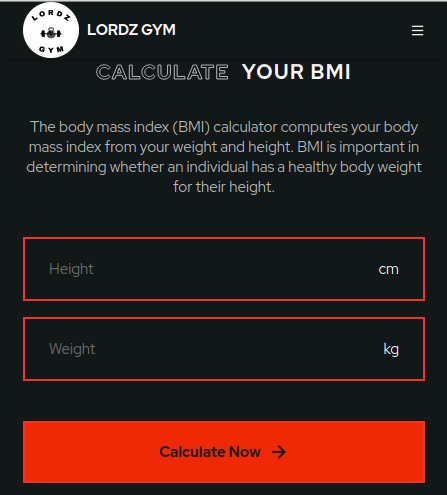 LORDZ
GYM
LORDZ GYM
CALCULATE YOUR BMI
The body mass index (BMI) calculator computes your body
mass index from your weight and height. BMI is important in
determining whether an individual has a healthy body weight
for their height.
Height cm
Weight kg
Calculate Now →